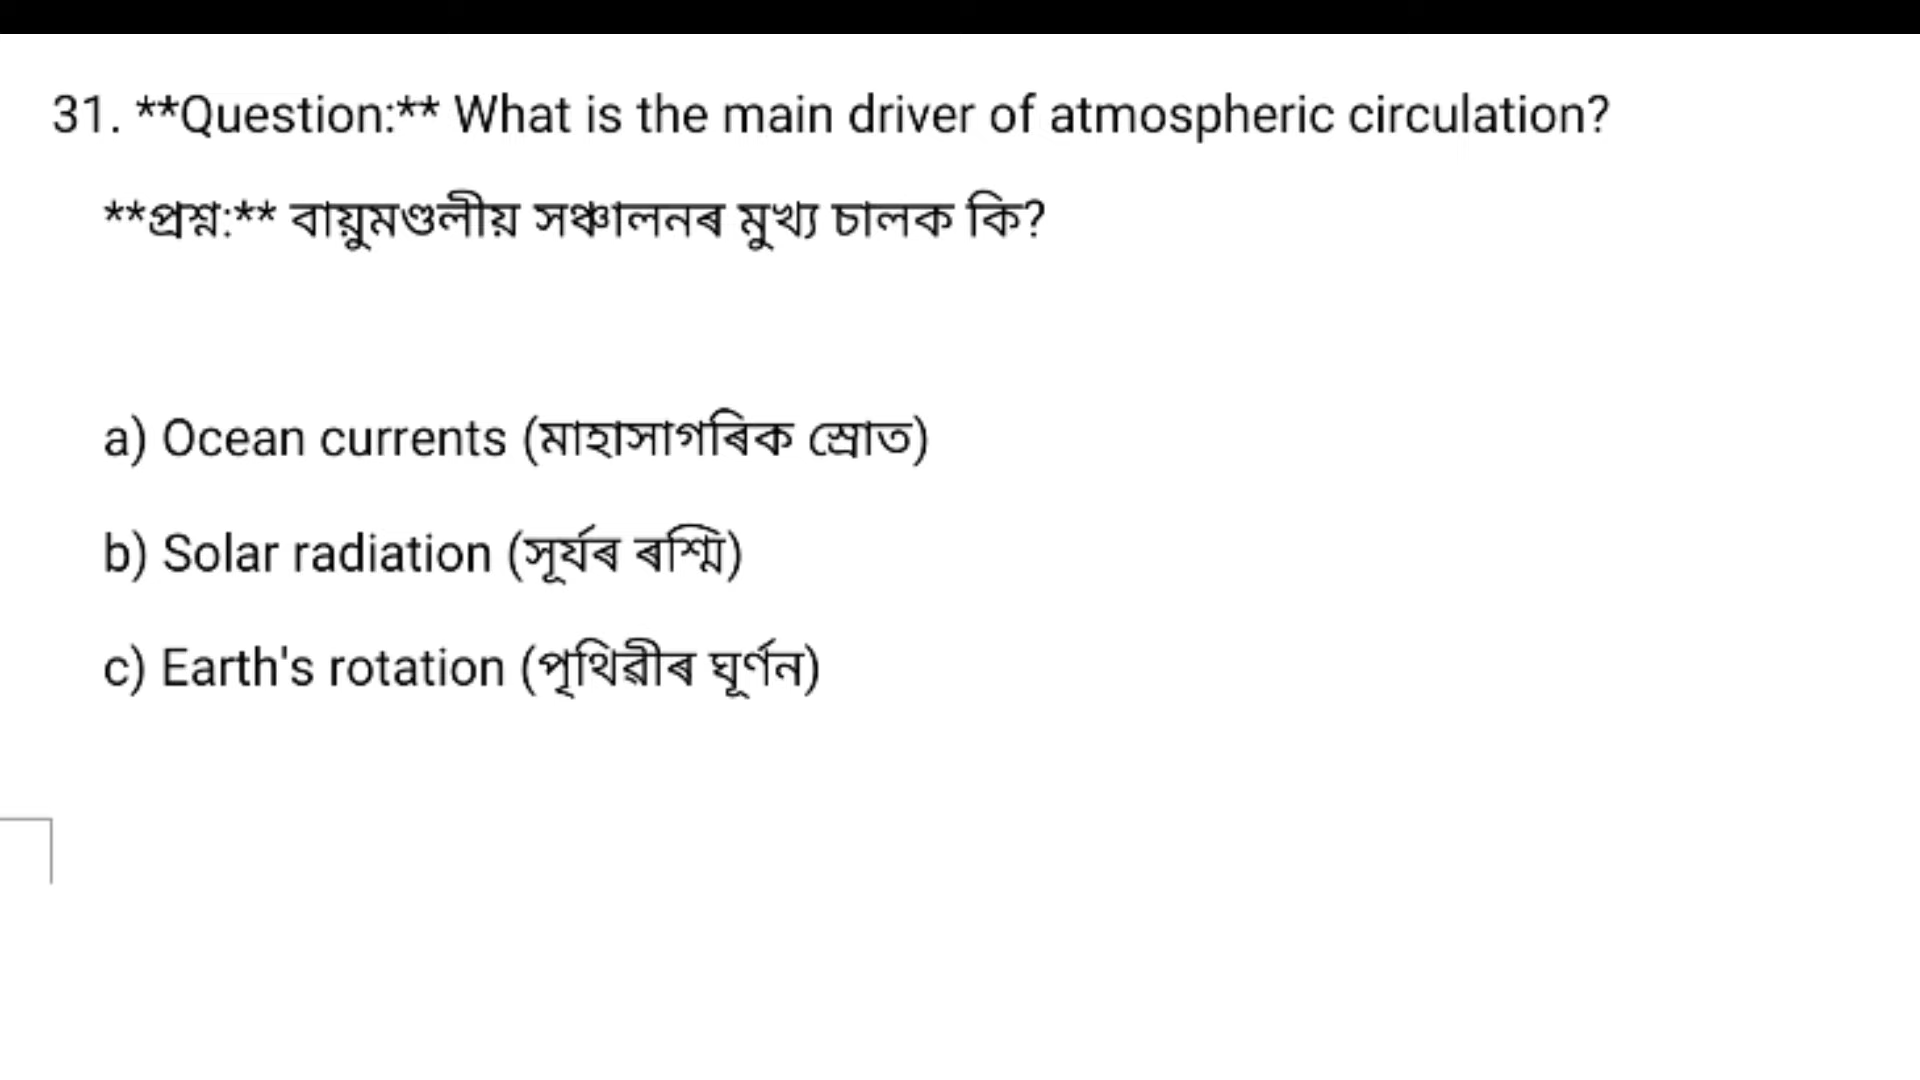 31. **Question:** What is the main driver of atmospheric circulation?
**প্ৰশ্ন:** বায়ুমণ্ডলীয় সঞ্চালনৰ মুখ্য চালক কি?
a) Ocean currents (মাহাসাগৰিক স্ৰোত)
b) Solar radiation (সূৰ্যৰ ৰশ্মি)
c) Earth's rotation (পৃথিৱীৰ ঘূৰ্ণন)